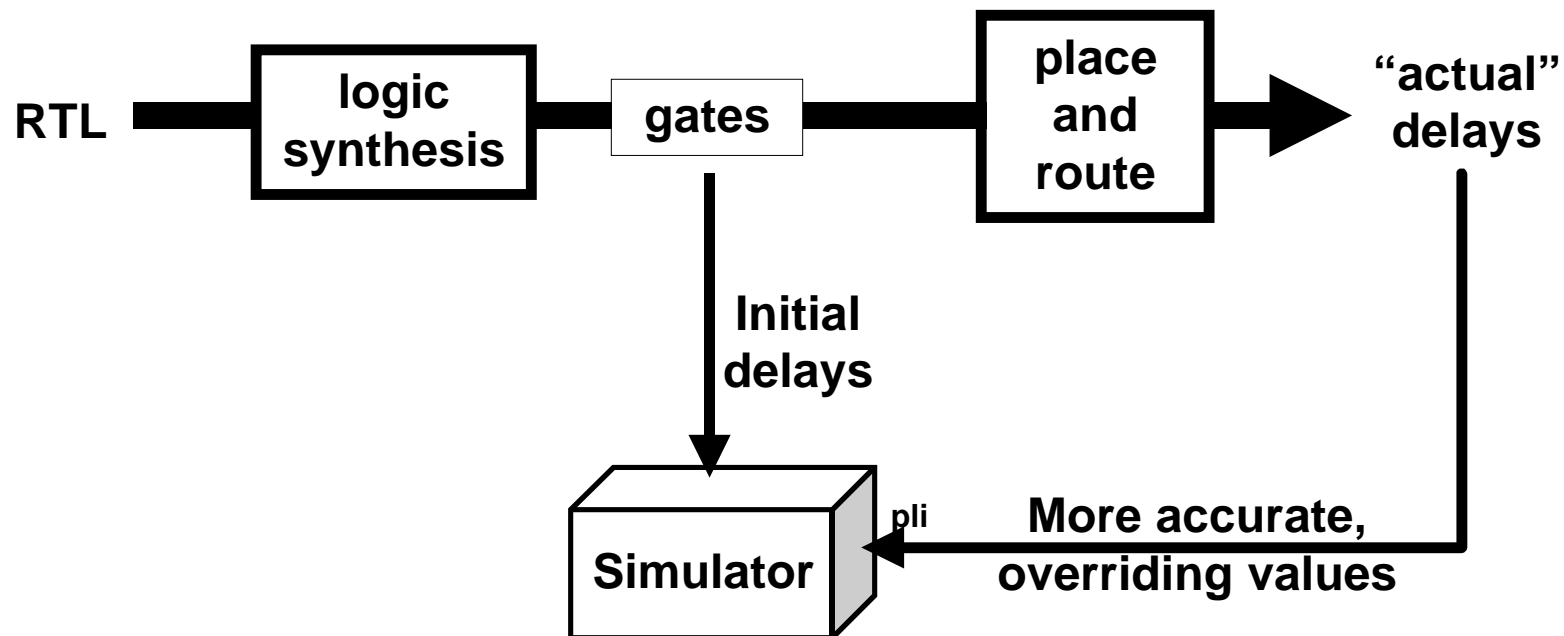 RTL
logic
synthesis
gates
place
and
route
“actual”
delays
Initial
delays
Simulator
pli
More accurate,
overriding values